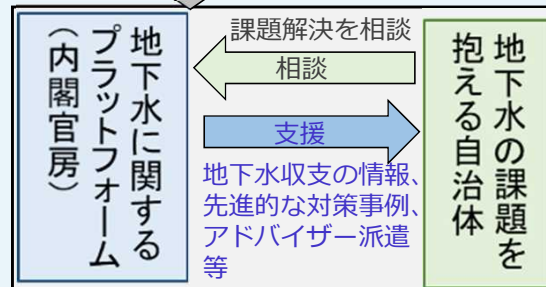 地下水に関する
プラットフォーム
（内閣官房）
課題解決を相談
相談
支援
地下水収支の情報、
先進的な対策事例、
アドバイザー派遣
等
地下水の課題を
抱える自治体